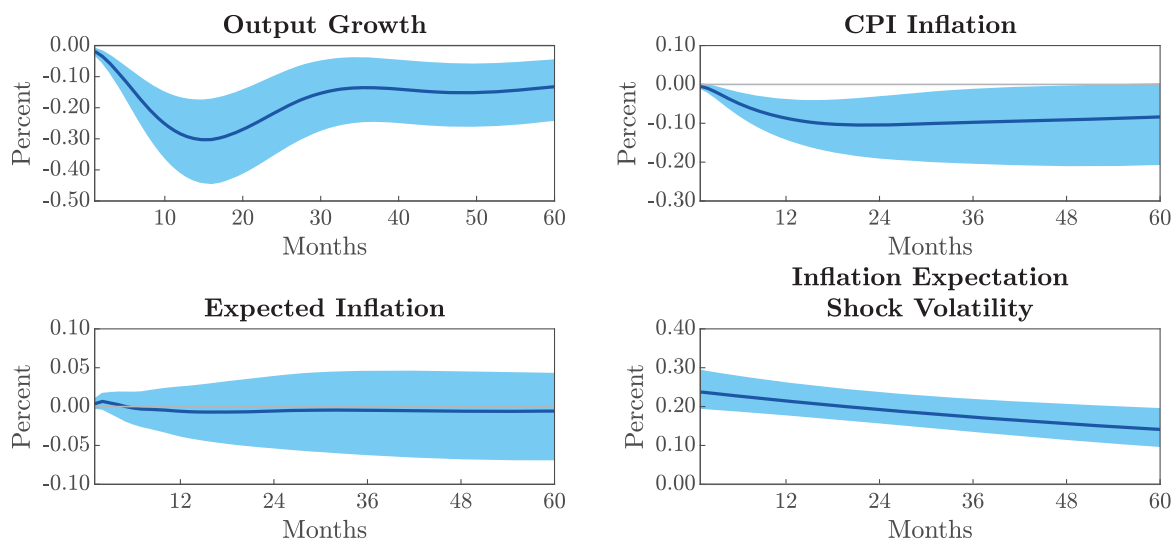 Output Growth
0.00
-0.10
-0.20
-0.30
-0.40
-0.50
Percent
10 20 30 40 50 60
Months
CPI Inflation
0.10
0.00
-0.10
-0.20
-0.30
Percent
12 24 36 48 60
Months
Expected Inflation
0.10
0.05
0.00
-0.05
-0.10
Percent
12 24 36 48 60
Months
Inflation Expectation
Shock Volatility
0.40
0.30
0.20
0.10
0.00
Percent
12 24 36 48 60
Months